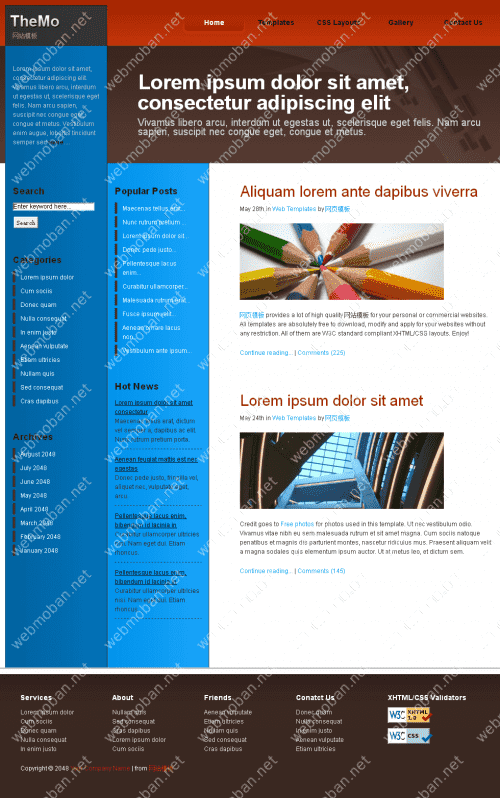 TheMo
网站模板
Home
Templates
CSS Layouts
Gallery
Contact Us
Lorem ipsum dolor sit amet,
consectetur adipiscing elit
Vivamus libero arcu, interdum ut egestas ut, scelerisque eget felis. Nam arcu
sapien, suscipit nec congue eget, congue et metus.
Lorem ipsum dolor sit amet,
consectetur adipiscing elit.
Vivamus libero arcu, interdum
ut egestas ut, scelerisque eget
felis. Nam arcu sapien,
suscipit nec congue eget,
congue et metus. Vestibulum
enim augue, lobortis tincidunt
semper sed
Search
Enter keyword here...
Search
Categories
Lorem ipsum dolor
Cum sociis
Donec quam
Nulla consequat
In enim justo
Aenean vulputate
Etiam ultricies
Nullam quis
Sed consequat
Cras dapibus
Archives
August 2048
July 2048
June 2048
May 2048
April 2048
March 2048
February 2048
January 2048
Popular Posts
Maecenas tellus erat...
Nunc rutrum pretium...
Lorem ipsum dolor sit...
Donec pede justo...
Pellentesque lacus
enim...
Curabitur ullamcorper...
Malesuada rutrum erat...
Fusce ipsum velit...
Aenean ornare lacus
non...
Vestibulum ante ipsum...
Hot News
Lorem ipsum dolor sit amet,
consectetur
Maecenas lacus erat, dictum
vel semper a, dapibus ac elit.
Nunc rutrum pretium porta.
Aenean feugiat mattis est nec
egestas
Donec pede justo, fringilla vel,
aliquet nec, vulputate eget,
arcu.
Pellentesque lacus enim,
bibendum id lacinia in
Curabitur ullamcorper ultricies
nisi. Nam eget dui. Etiam
rhoncus.
Pellentesque lacus enim,
bibendum id lacinia in
Curabitur ullamcorper ultricies
nisi. Nam eget dui. Etiam
rhoncus.
Aliquam lorem ante dapibus viverra
May 28th in Web Templates by 网页模板
网页模板 provides a lot of high quality 网站模板 for your personal or commercial websites.
All templates are absolutely free to download, modify and apply for your websites without
any restriction. All of them are W3C standard compliant XHTML/CSS layouts. Enjoy!
Continue reading... | Comments (226)
Lorem ipsum dolor sit amet
May 24th in Web Templates by 网页模板
Credit goes to Free photos for photos used in this template. Ut nec vestibulum odio.
Vivamus vitae nibh eu sem malesuada rutrum et sit amet magna. Cum sociis natoque
penatibus et magnis dis parturient montes, nascetur ridiculus mus. Praesent aliquam velit
a magna sodales quis elementum ipsum auctor. Ut at metus leo, et dictum sem.
Continue reading... | Comments (145)
Services
Lorem ipsum dolor
Cum sociis
Donec quam
Nulla consequat
In enim justo
About
Nullam quis
Sed consequat
Cras dapibus
Lorem ipsum dolor
Cum sociis
Friends
Aenean vulputate
Etiam ultricies
Nullam quis
Sed consequat
Cras dapibus
Conatct Us
Donec quam
Nulla consequat
In enim justo
Aenean vulputate
Etiam ultricies
XHTML/CSS Validators
W3C XHTML 1.0
W3C CSS
Copyright © 2048 Your Company Name | from 网页模板
webmoban.net